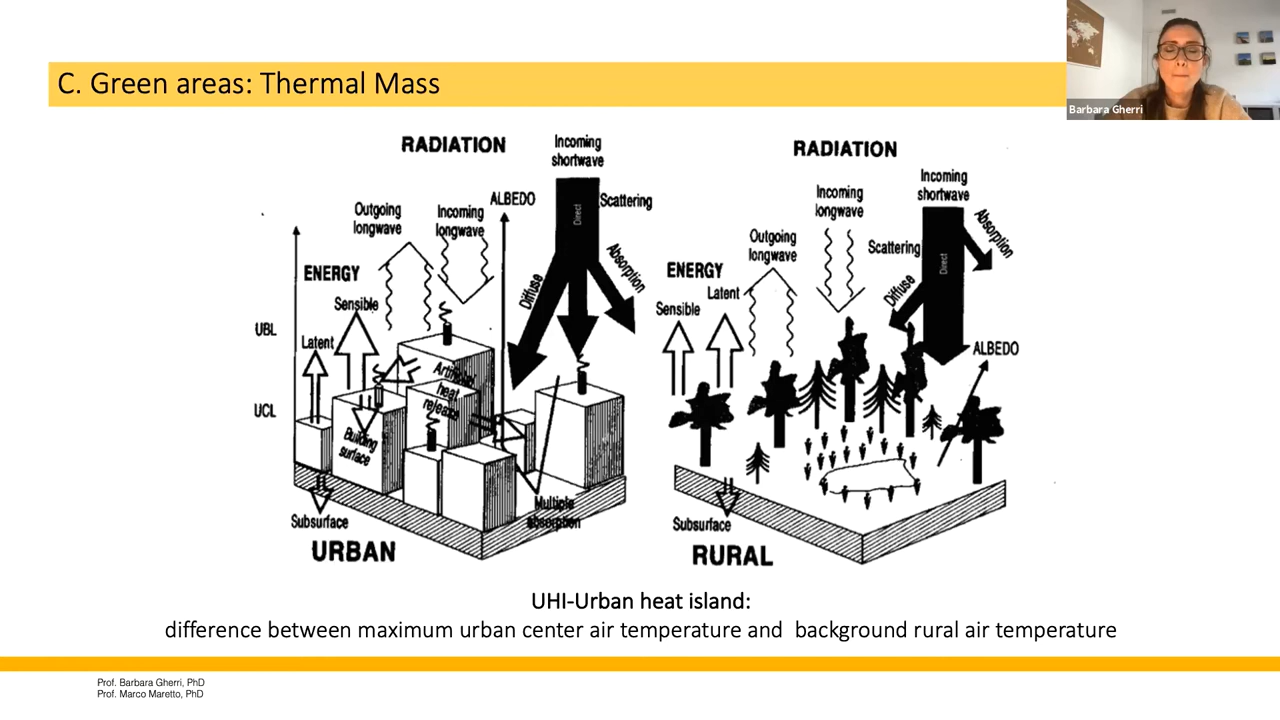 C. Green areas: Thermal Mass
Barbara Gherri
RADIATION
Incoming
shortwave
ALBEDO
Direct
Scattering
Outgoing
longwave
Incoming
longwave
Diffuse
Absorption
ENERGY
Sensible
UBL
Latent
Artificial
heat
release
UCL
Building
surface
Multiple
absorption
Subsurface
URBAN
RADIATION
Incoming
shortwave
Incoming
longwave
Absorption
Outgoing
longwave
Scattering
Direct
ENERGY
Latent
Diffuse
Sensible
ALBEDO
Subsurface
RURAL
UHI-Urban heat island:
difference between maximum urban center air temperature and background rural air temperature
Prof. Barbara Gherri, PhD
Prof. Marco Maretto, PhD